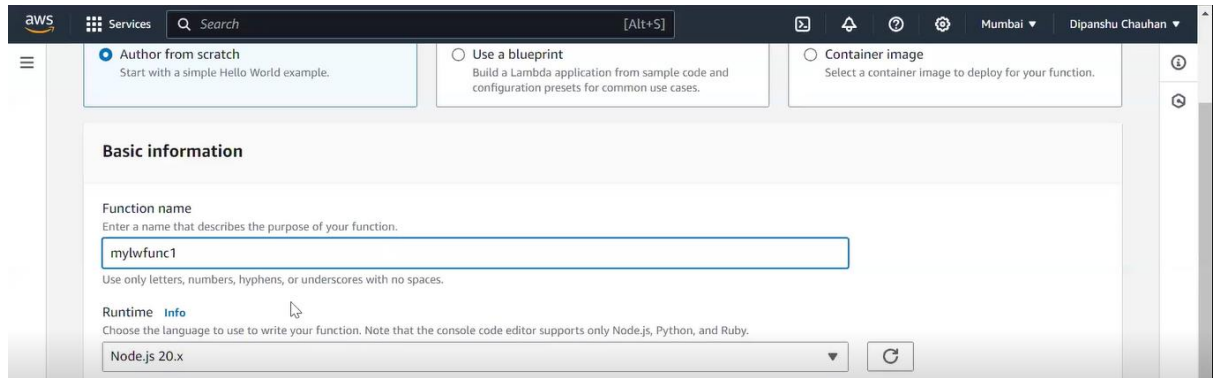 aws Services Search [Alt+S] Mumbai Dipanshu Chauhan
Author from scratch
Start with a simple Hello World example.
Use a blueprint
Build a Lambda application from sample code and
configuration presets for common use cases.
Container image
Select a container image to deploy for your function.
Basic information
Function name
Enter a name that describes the purpose of your function.
mylwfunc1
Use only letters, numbers, hyphens, or underscores with no spaces.
Runtime Info
Choose the language to use to write your function. Note that the console code editor supports only Node.js, Python, and Ruby.
Node.js 20.x